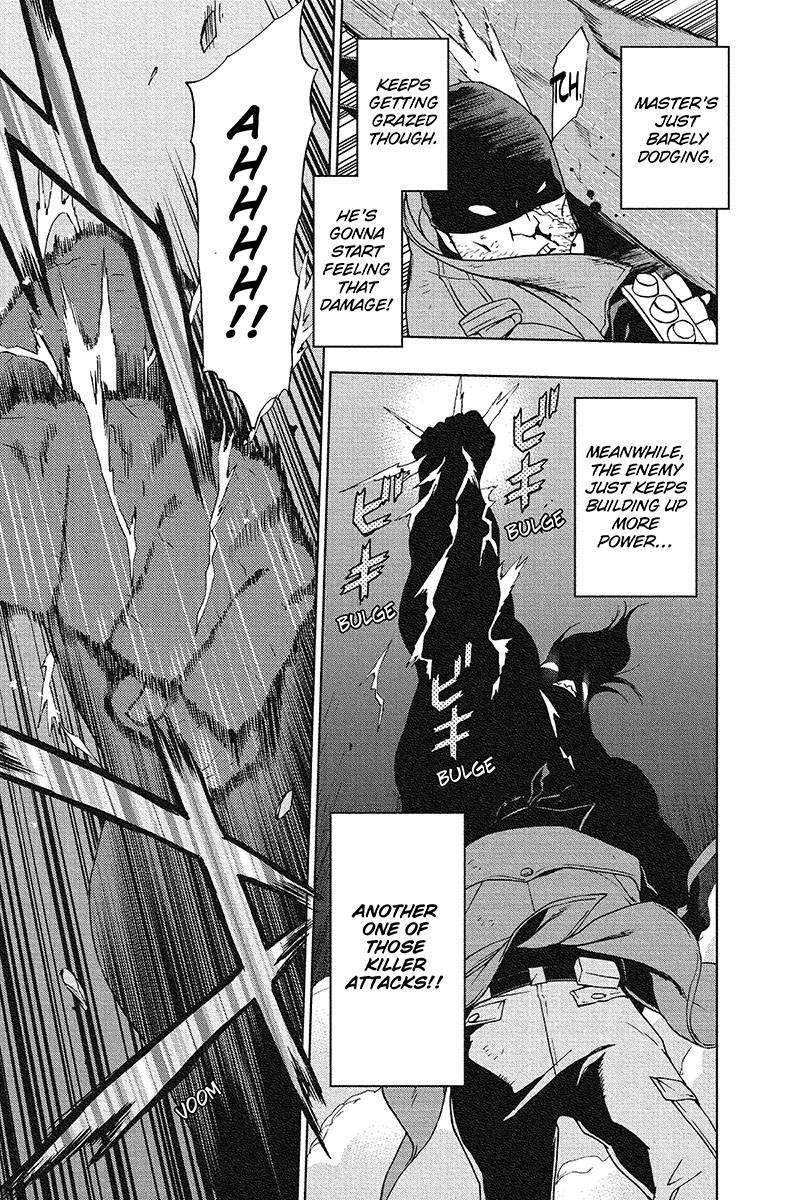 MASTER'S
JUST
BARELY
DODGING.
TCH.
KEEPS
GETTING
GRAZED
THOUGH.
HE'S
GONNA
START
FEELING
THAT
DAMAGE!
MEANWHILE,
THE ENEMY
JUST KEEPS
BUILDING UP
MORE
POWER...
ビキ
BULGE
ビキ
BULGE
ビキ
BULGE
ANOTHER
ONE OF
THOSE
KILLER
ATTACKS!!
AHHHH!!
VOOM